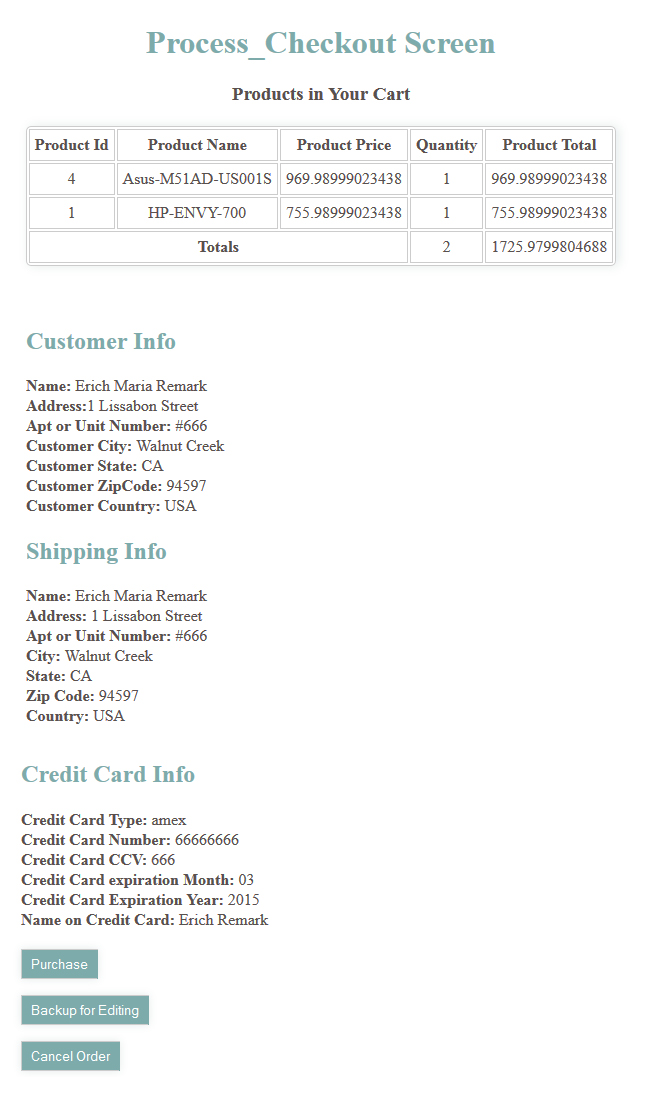 Process_Checkout Screen
Products in Your Cart
Product Id Product Name Product Price Quantity Product Total
4 Asus-M51AD-US001S 969.98999023438 1 969.98999023438
1 HP-ENVY-700 755.98999023438 1 755.98999023438
Totals 2 1725.9799804688
Customer Info
Name: Erich Maria Remark
Address:1 Lissabon Street
Apt or Unit Number: #666
Customer City: Walnut Creek
Customer State: CA
Customer ZipCode: 94597
Customer Country: USA
Shipping Info
Name: Erich Maria Remark
Address: 1 Lissabon Street
Apt or Unit Number: #666
City: Walnut Creek
State: CA
Zip Code: 94597
Country: USA
Credit Card Info
Credit Card Type: amex
Credit Card Number: 66666666
Credit Card CCV: 666
Credit Card expiration Month: 03
Credit Card Expiration Year: 2015
Name on Credit Card: Erich Remark
Purchase
Backup for Editing
Cancel Order